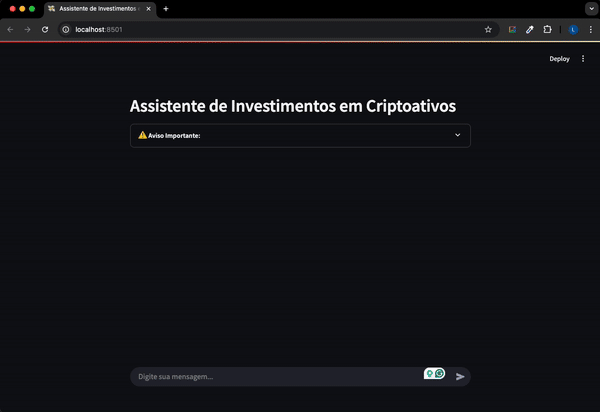 Assistente de Investimentos e
localhost:8501
L
Deploy
Assistente de Investimentos em Criptoativos
Aviso Importante:
Digite sua mensagem...